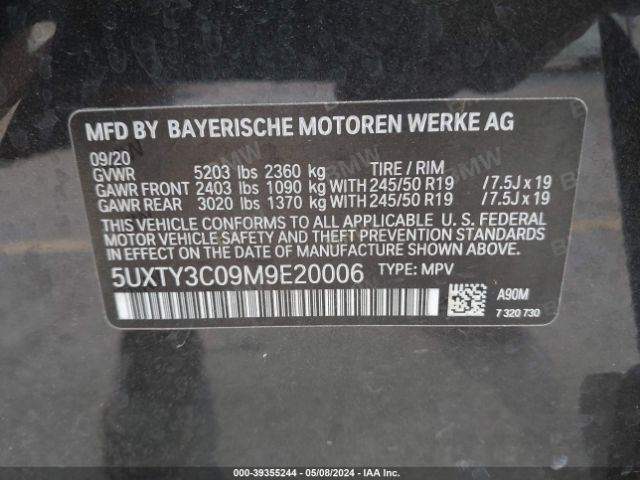 MFD BY BAYERISCHE MOTOREN WERKE AG
09/20
GVWR 5203 lbs 2360 kg TIRE / RIM
GAWR FRONT 2403 lbs 1090 kg WITH 245/50 R19 /7.5J x 19
GAWR REAR 3020 lbs 1370 kg WITH 245/50 R19 /7.5J x 19
THIS VEHICLE CONFORMS TO ALL APPLICABLE U. S. FEDERAL
MOTOR VEHICLE SAFETY, BUMPER, AND THEFT PREVENTION STANDARDS
IN EFFECT ON THE DATE OF MANUFACTURE SHOWN ABOVE.
5UXTY3C09M9E20006 TYPE: MPV
A90M
7 320 730
000-39355244 - 05/08/2024 - IAA, Inc.